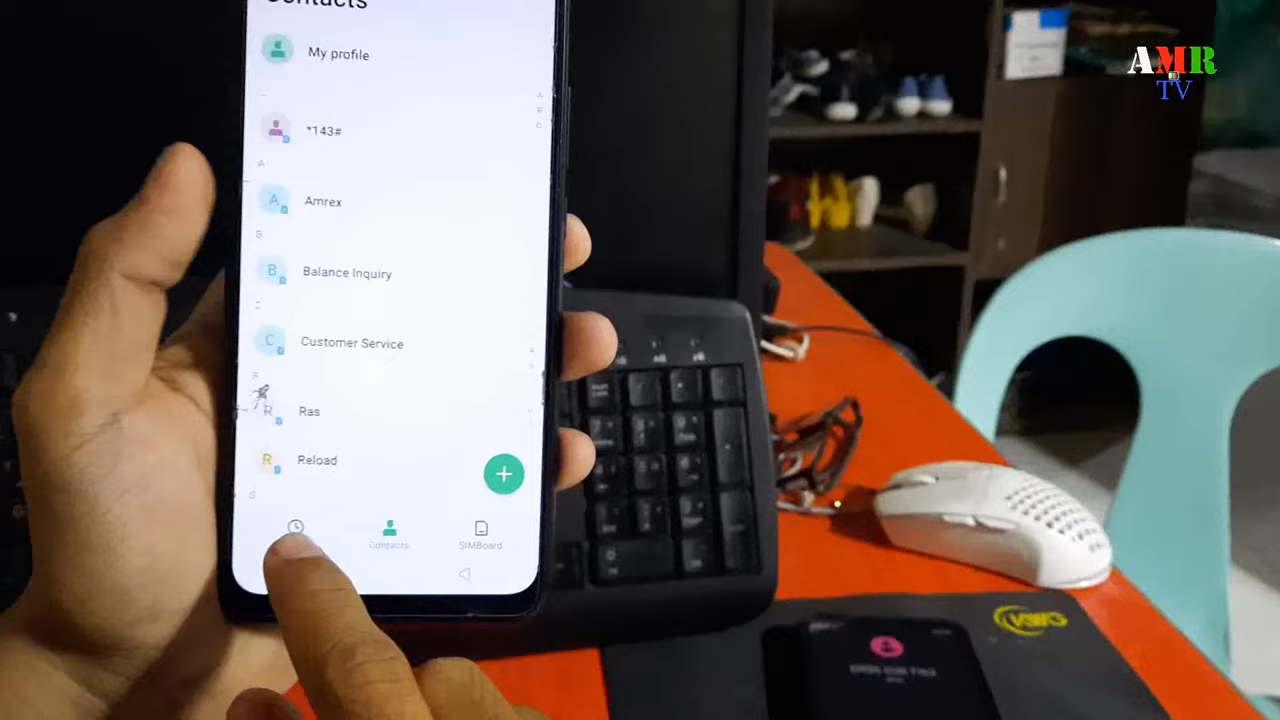 Contacts
My profile
*143#
A
A Amrex
B
B Balance Inquiry
C
C Customer Service
R
R Ras
R Reload
S
Contacts
SIMBoard
AMR
TV